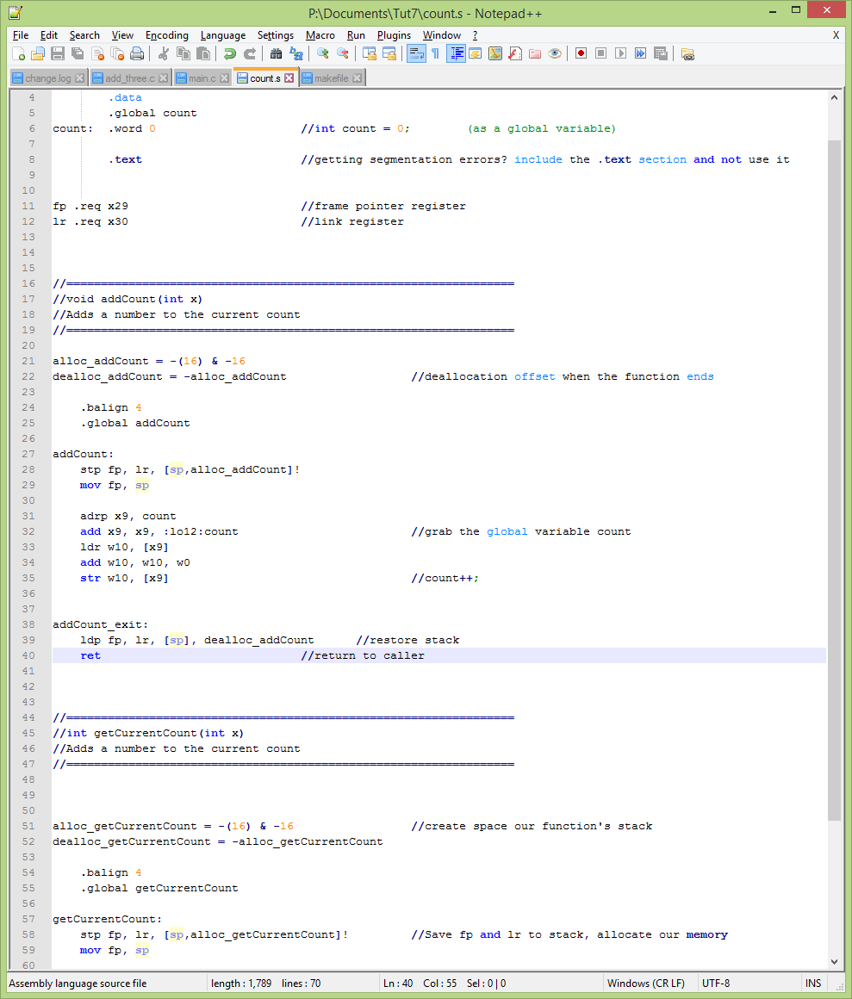 P:\Documents\Tut7\count.s - Notepad++
File Edit Search View Encoding Language Settings Macro Run Plugins Window ? X
change.log add_three.c main.c count.s makefile
4 .data
5 .global count
6 count: .word 0 //int count = 0; (as a global variable)
7
8 .text //getting segmentation errors? include the .text section and not use it
9
10
11 fp .req x29 //frame pointer register
12 lr .req x30 //link register
13
14
15
16 //=================================================================
17 //void addCount(int x)
18 //Adds a number to the current count
19 //=================================================================
20
21 alloc_addCount = -(16) & -16
22 dealloc_addCount = -alloc_addCount //deallocation offset when the function ends
23
24 .balign 4
25 .global addCount
26
27 addCount:
28 stp fp, lr, [sp,alloc_addCount]!
29 mov fp, sp
30
31 adrp x9, count
32 add x9, x9, :lo12:count //grab the global variable count
33 ldr w10, [x9]
34 add w10, w10, w0
35 str w10, [x9] //count++;
36
37
38 addCount_exit:
39 ldp fp, lr, [sp], dealloc_addCount //restore stack
40 ret //return to caller
41
42
43
44 //=================================================================
45 //int getCurrentCount(int x)
46 //Adds a number to the current count
47 //=================================================================
48
49
50
51 alloc_getCurrentCount = -(16) & -16 //create space our function's stack
52 dealloc_getCurrentCount = -alloc_getCurrentCount
53
54 .balign 4
55 .global getCurrentCount
56
57 getCurrentCount:
58 stp fp, lr, [sp,alloc_getCurrentCount]! //Save fp and lr to stack, allocate our memory
59 mov fp, sp
60
Assembly language source file length : 1,789 lines : 70 Ln : 40 Col : 55 Sel : 0 | 0 Windows (CR LF) UTF-8 INS